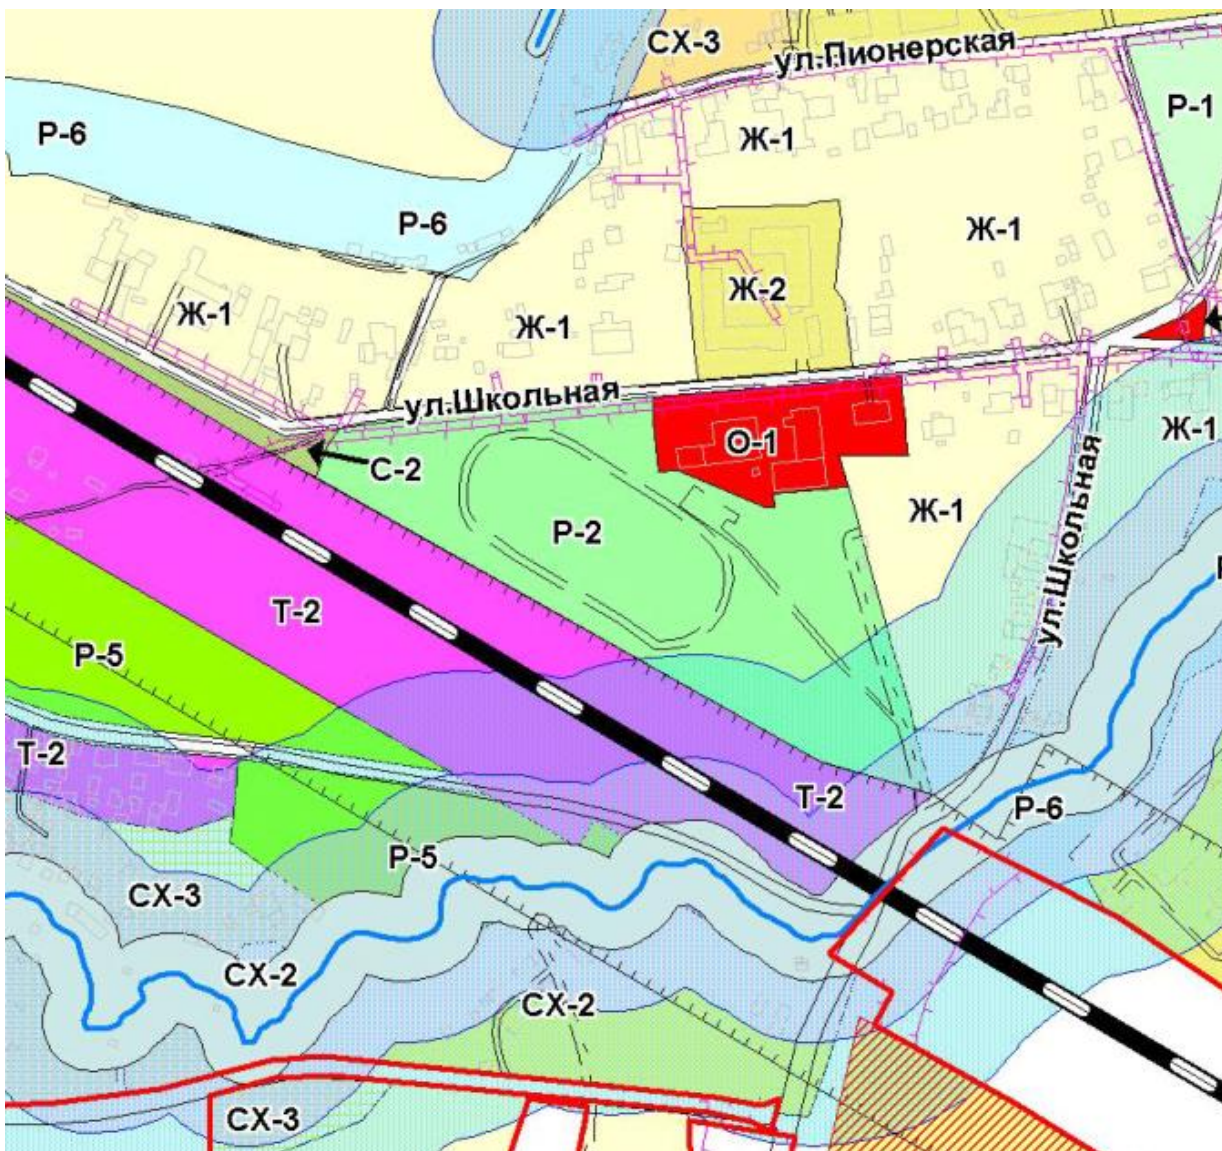 СХ-3
ул.Пионерская
Р-6
Ж-1
Р-1
Р-6
Ж-1
Ж-2
Ж-1
Ж-1
ул.Школьная
О-1
Ж-1
С-2
Ж-1
Р-2
ул.Школьная
Т-2
Р-5
Т-2
Т-2
Р-6
Р-5
СХ-3
СХ-2
СХ-2
СХ-3